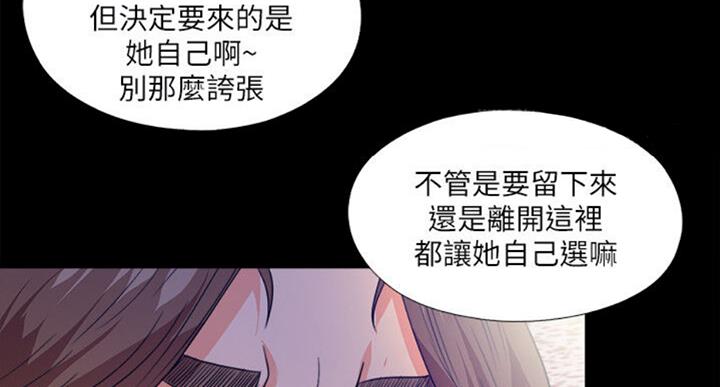 但決定要來的是
她自己啊~
別那麼誇張
不管是要留下來
還是離開這裡
都讓她自己選嘛